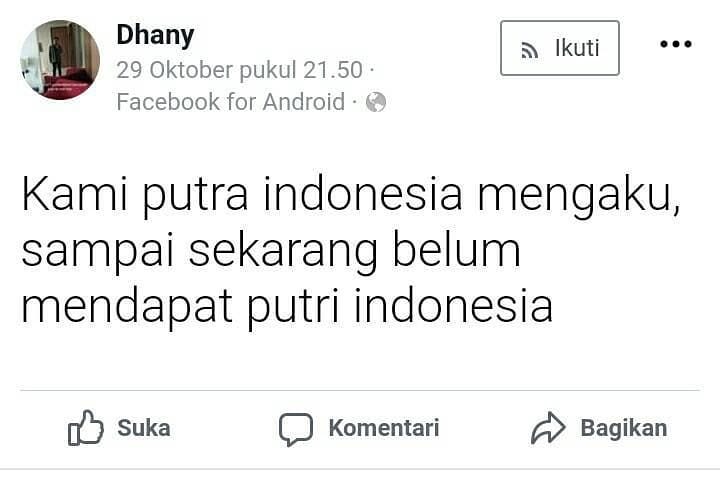 Dhany
Ikuti
29 Oktober pukul 21.50 ·
Facebook for Android ·
Kami putra indonesia mengaku,
sampai sekarang belum
mendapat putri indonesia
Suka
Komentari
Bagikan